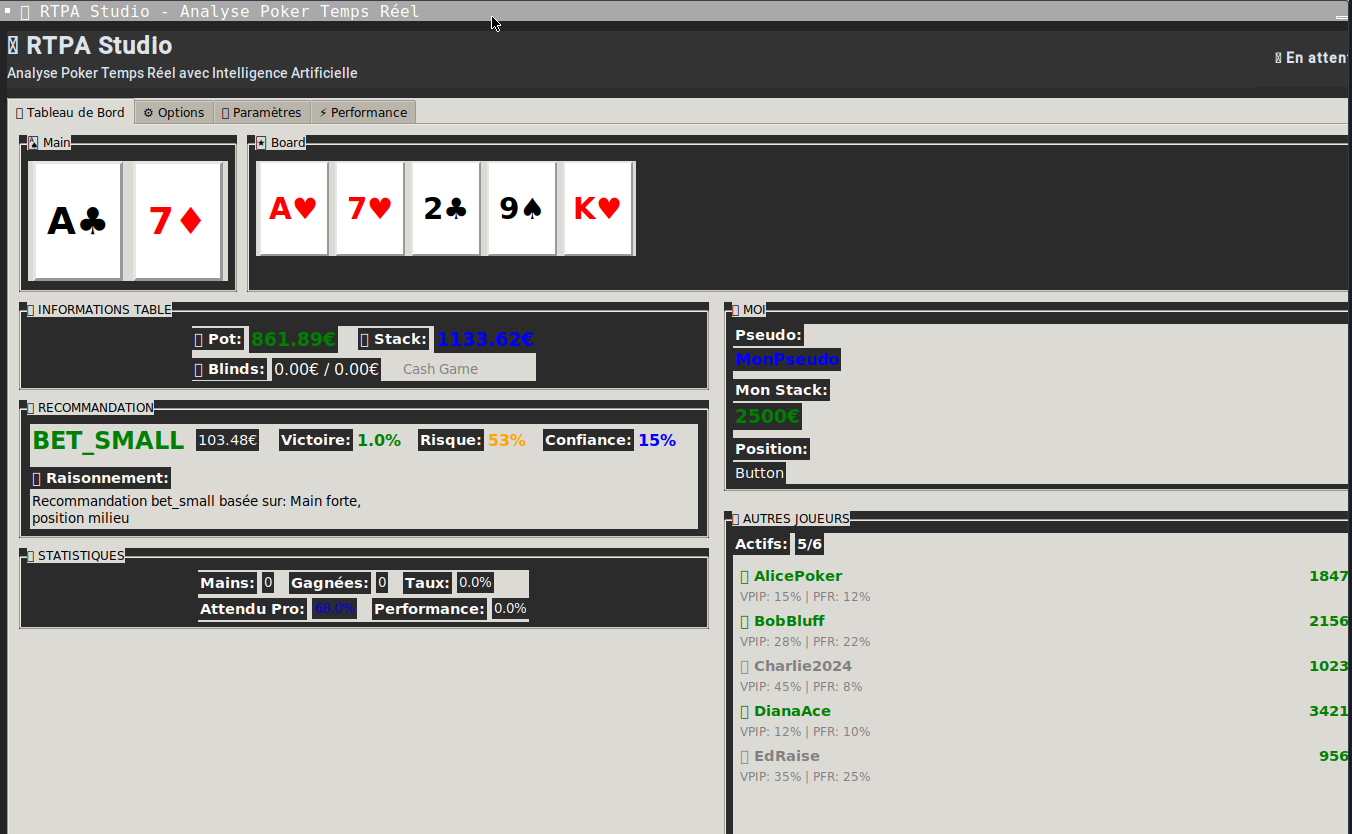 RTPA Studio - Analyse Poker Temps Réel
RTPA Studio
Analyse Poker Temps Réel avec Intelligence Artificielle
En atten
Tableau de Bord
⚙ Options
Paramètres
⚡ Performance
Main
★ Board
A♣
7♦
A♥
7♥
2♣
9♠
K♥
INFORMATIONS TABLE
Pot: 861.89€ Stack: 1133.62€
Blinds: 0.00€ / 0.00€ Cash Game
RECOMMANDATION
BET_SMALL 103.48€ Victoire: 1.0% Risque: 53% Confiance: 15%
Raisonnement:
Recommandation bet_small basée sur: Main forte,
position milieu
STATISTIQUES
Mains: 0 Gagnées: 0 Taux: 0.0%
Attendu Pro: 68.0% Performance: 0.0%
MOI
Pseudo:
MonPseudo
Mon Stack:
2500€
Position:
Button
AUTRES JOUEURS
Actifs: 5/6
AlicePoker 1847
VPIP: 15% | PFR: 12%
BobBluff 2156
VPIP: 28% | PFR: 22%
Charlie2024 1023
VPIP: 45% | PFR: 8%
DianaAce 3421
VPIP: 12% | PFR: 10%
EdRaise 956
VPIP: 35% | PFR: 25%